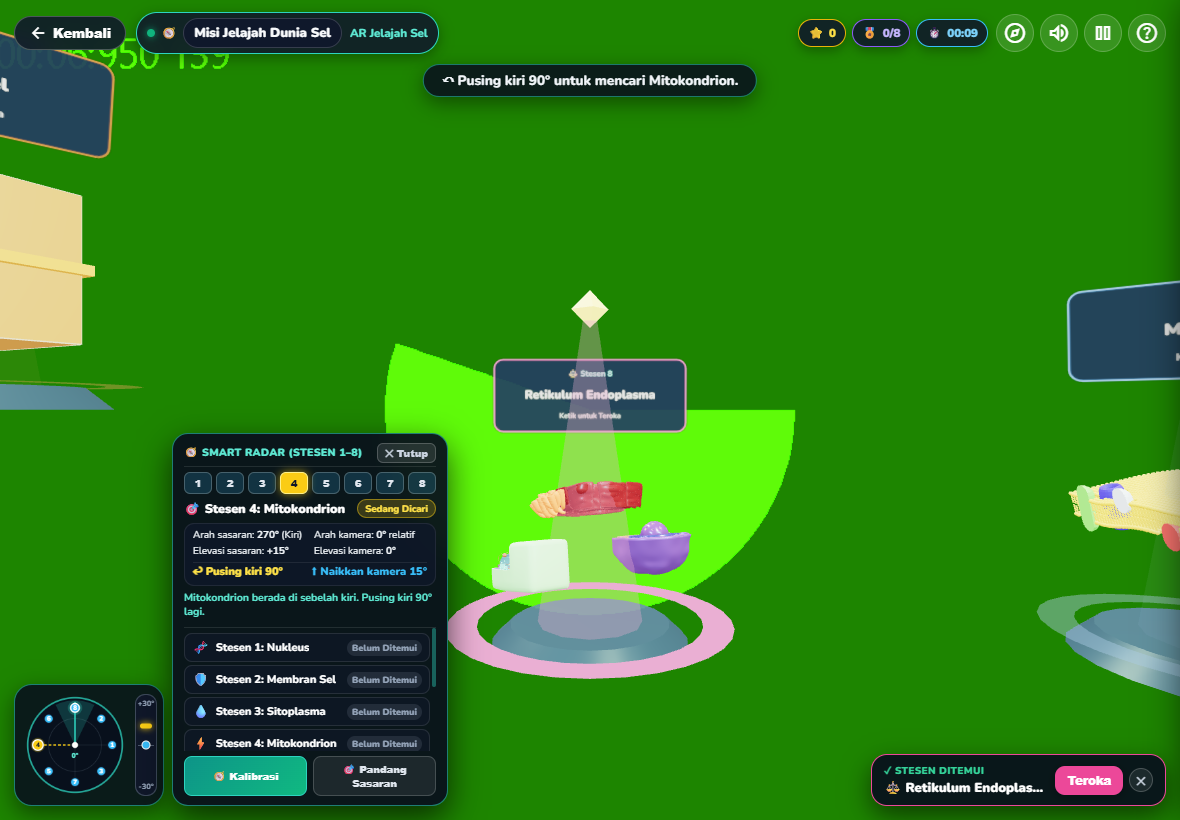 Kembali
Misi Jelajah Dunia Sel
AR Jelajah Sel
0
0/8
00:09
Pusing kiri 90° untuk mencari Mitokondrion.
Stesen 8
Retikulum Endoplasma
Ketik untuk Teroka
SMART RADAR (STESEN 1–8)
Tutup
1 2 3 4 5 6 7 8
Stesen 4: Mitokondrion
Sedang Dicari
Arah sasaran: 270° (Kiri)
Arah kamera: 0° relatif
Elevasi sasaran: +15°
Elevasi kamera: 0°
Pusing kiri 90°
Naikkan kamera 15°
Mitokondrion berada di sebelah kiri. Pusing kiri 90°
lagi.
Stesen 1: Nukleus
Belum Ditemui
Stesen 2: Membran Sel
Belum Ditemui
Stesen 3: Sitoplasma
Belum Ditemui
Stesen 4: Mitokondrion
Belum Ditemui
Kalibrasi
Pandang
Sasaran
+30°
-30°
0°
STESEN DITEMUI
Retikulum Endoplas...
Teroka